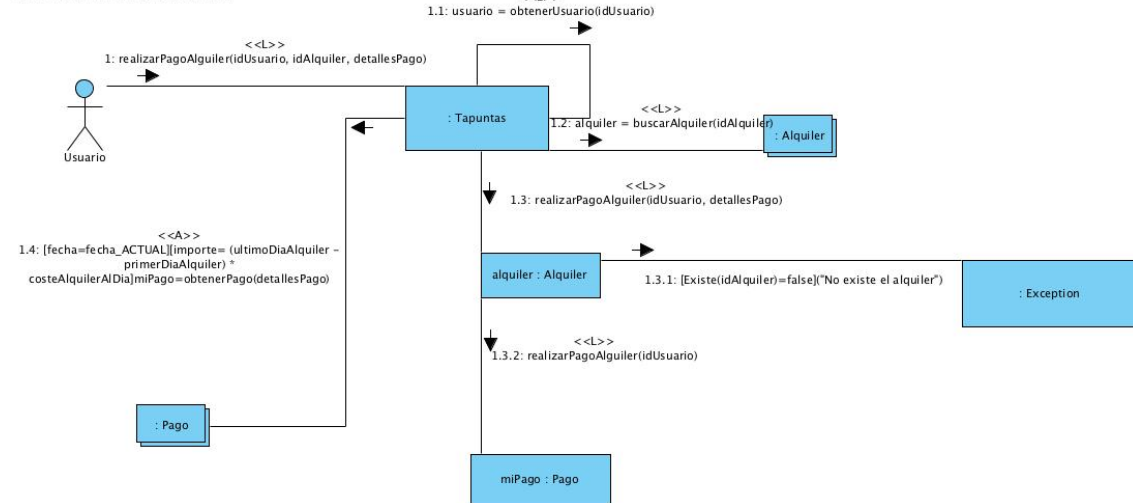 1.1: usuario = obtenerUsuario(idUsuario)
<<L>>
1: realizarPagoAlguiler(idUsuario, idAlquiler, detallesPago)
Usuario
: Tapuntas
<<L>>
1.2: alquiler = buscarAlquiler(idAlquiler)
: Alquiler
<<L>>
1.3: realizarPagoAlguiler(idUsuario, detallesPago)
<<A>>
1.4: [fecha=fecha_ACTUAL][importe= (ultimoDiaAlquiler -
primerDiaAlquiler) *
costeAlquilerAlDia]miPago=obtenerPago(detallesPago)
alquiler : Alquiler
1.3.1: [Existe(idAlquiler)=false]("No existe el alquiler")
: Exception
<<L>>
1.3.2: realizarPagoAlguiler(idUsuario)
: Pago
miPago : Pago